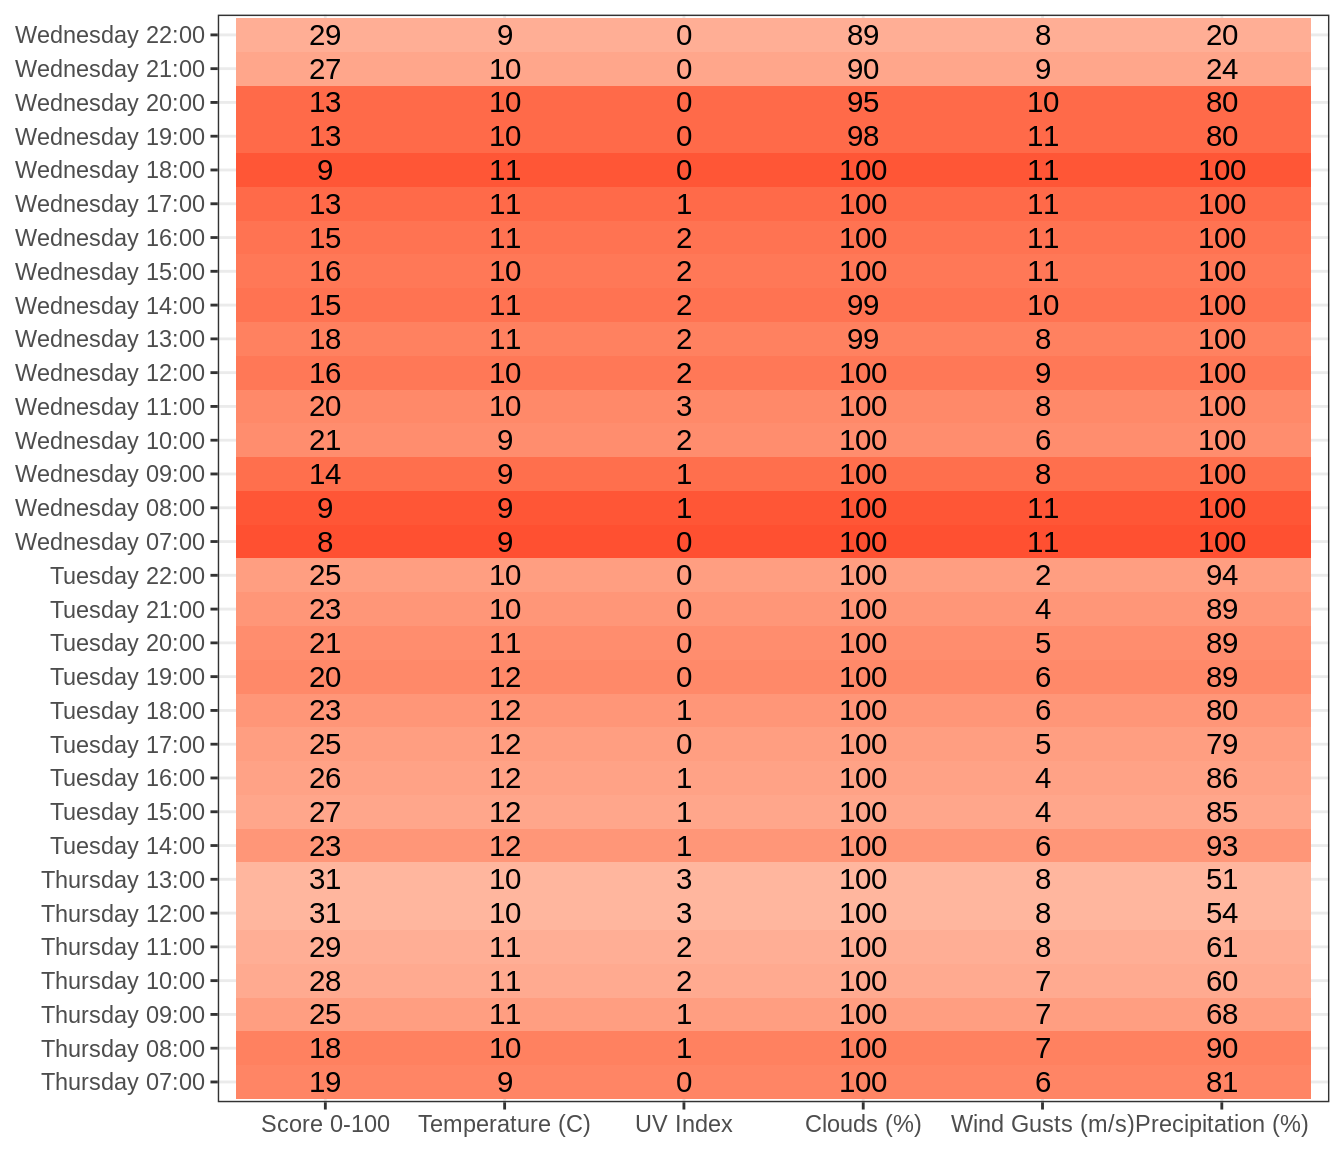 Wednesday 22:00 29 9 0 89 8 20
Wednesday 21:00 27 10 0 90 9 24
Wednesday 20:00 13 10 0 95 10 80
Wednesday 19:00 13 10 0 98 11 80
Wednesday 18:00 9 11 0 100 11 100
Wednesday 17:00 13 11 1 100 11 100
Wednesday 16:00 15 11 2 100 11 100
Wednesday 15:00 16 10 2 100 11 100
Wednesday 14:00 15 11 2 99 10 100
Wednesday 13:00 18 11 2 99 8 100
Wednesday 12:00 16 10 2 100 9 100
Wednesday 11:00 20 10 3 100 8 100
Wednesday 10:00 21 9 2 100 6 100
Wednesday 09:00 14 9 1 100 8 100
Wednesday 08:00 9 9 1 100 11 100
Wednesday 07:00 8 9 0 100 11 100
Tuesday 22:00 25 10 0 100 2 94
Tuesday 21:00 23 10 0 100 4 89
Tuesday 20:00 21 11 0 100 5 89
Tuesday 19:00 20 12 0 100 6 89
Tuesday 18:00 23 12 1 100 6 80
Tuesday 17:00 25 12 0 100 5 79
Tuesday 16:00 26 12 1 100 4 86
Tuesday 15:00 27 12 1 100 4 85
Tuesday 14:00 23 12 1 100 6 93
Thursday 13:00 31 10 3 100 8 51
Thursday 12:00 31 10 3 100 8 54
Thursday 11:00 29 11 2 100 8 61
Thursday 10:00 28 11 2 100 7 60
Thursday 09:00 25 11 1 100 7 68
Thursday 08:00 18 10 1 100 7 90
Thursday 07:00 19 9 0 100 6 81
Score 0-100 Temperature (C) UV Index Clouds (%) Wind Gusts (m/s) Precipitation (%)